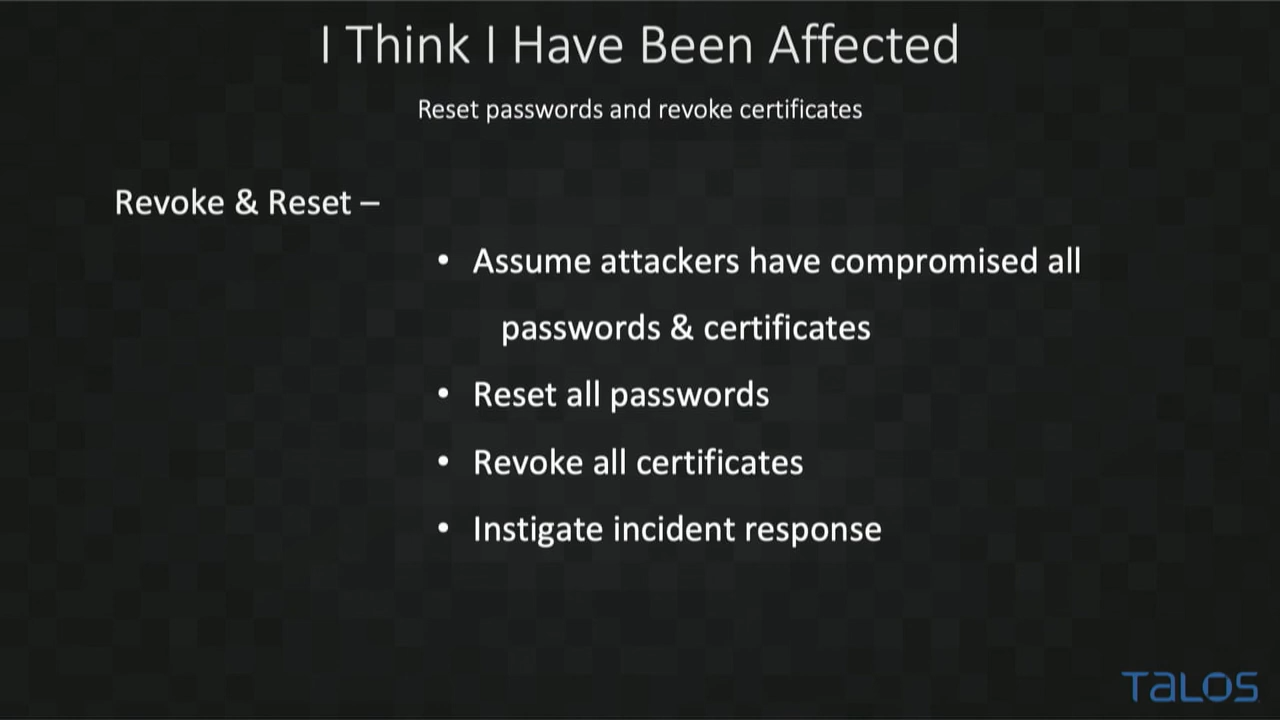 I Think I Have Been Affected
Reset passwords and revoke certificates
Revoke & Reset –
• Assume attackers have compromised all
passwords & certificates
• Reset all passwords
• Revoke all certificates
• Instigate incident response
TALOS